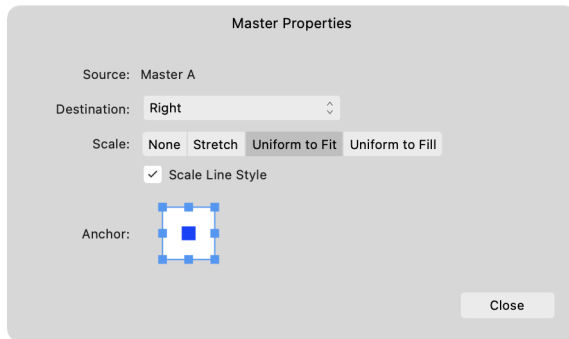 Master Properties
Source: Master A
Destination: Right
Scale: None Stretch Uniform to Fit Uniform to Fill
Scale Line Style
Anchor:
Close